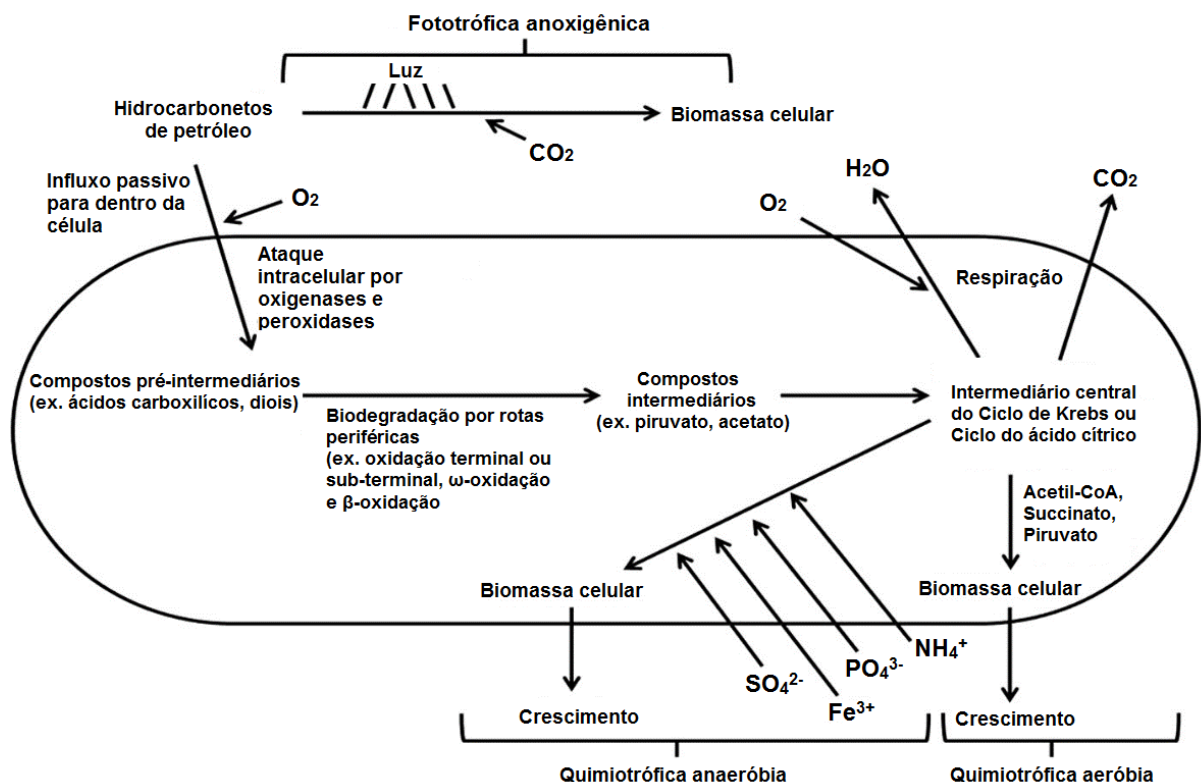 Fototrófica anoxigênica
Luz
Hidrocarbonetos
de petróleo
Biomassa celular
CO2
Influxo passivo
para dentro da
célula
O2
H2O
CO2
O2
Ataque
intracelular por
oxigenases e
peroxidases
Respiração
Compostos pré-intermediários
(ex. ácidos carboxilícos, diois)
Biodegradação por rotas
periféricas
(ex. oxidação terminal ou
sub-terminal, ω-oxidação
e β-oxidação
Compostos
intermediários
(ex. piruvato, acetato)
Intermediário central
do Ciclo de Krebs ou
Ciclo do ácido cítrico
Acetil-CoA,
Succinato,
Piruvato
Biomassa celular
Biomassa celular
SO4²⁻
Fe³⁺
PO4³⁻
NH4⁺
Crescimento
Crescimento
Quimiotrófica anaeróbia
Quimiotrófica aeróbia